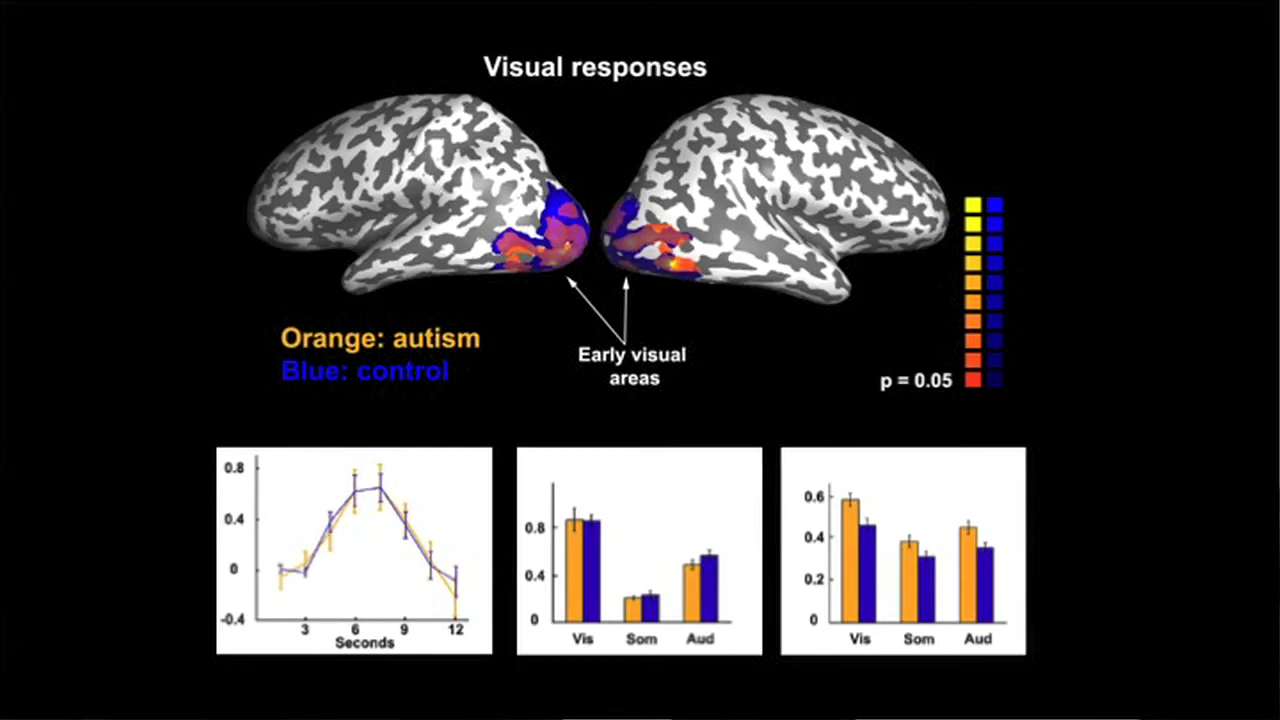 Visual responses
Orange: autism
Blue: control
Early visual
areas
p = 0.05
0.8
0.4
0
-0.4
3
6
9
12
Seconds
0.8
0.4
0
Vis
Som
Aud
0.6
0.4
0.2
0
Vis
Som
Aud